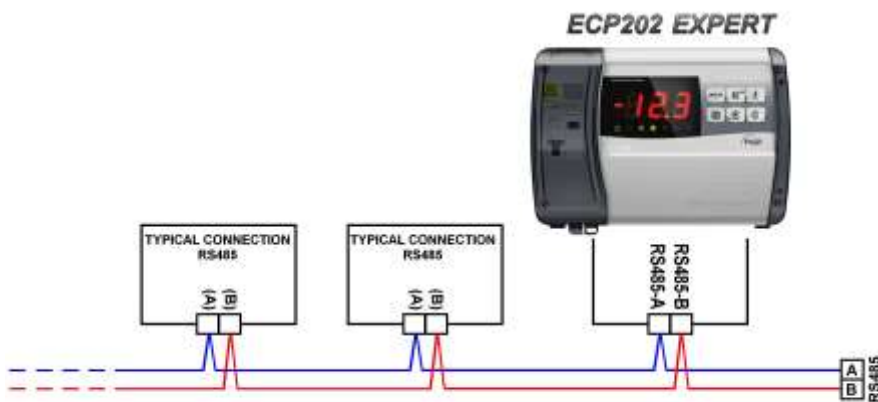 ECP202 EXPERT
-12.3
TYPICAL CONNECTION
RS485
(A)
(B)
TYPICAL CONNECTION
RS485
(A)
(B)
RS485-A
RS485-B
A
B
RS485